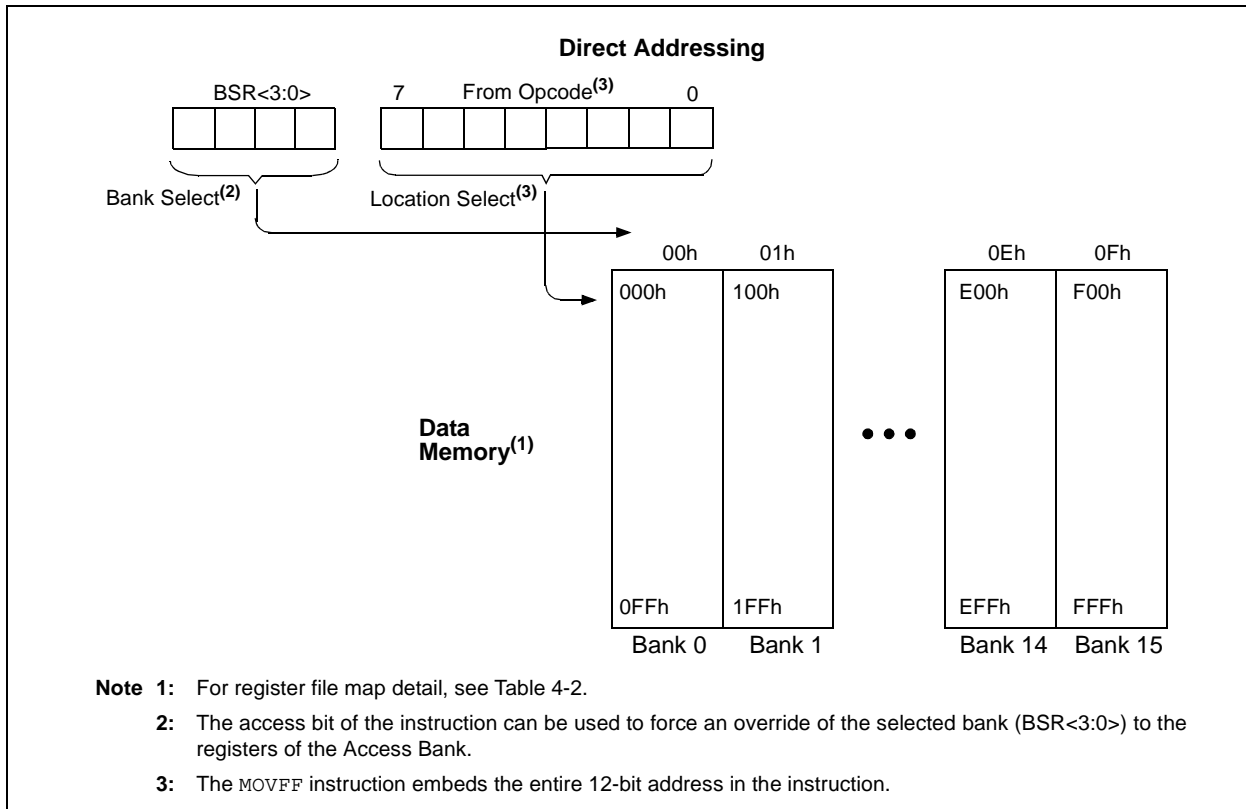 Direct Addressing
BSR<3:0> 7 From Opcode(3) 0
Bank Select(2) Location Select(3)
00h 01h 0Eh 0Fh
000h 100h E00h F00h
Data
Memory(1)
0FFh 1FFh EFFh FFFh
Bank 0 Bank 1 Bank 14 Bank 15
Note 1: For register file map detail, see Table 4-2.
2: The access bit of the instruction can be used to force an override of the selected bank (BSR<3:0>) to the
registers of the Access Bank.
3: The MOVFF instruction embeds the entire 12-bit address in the instruction.